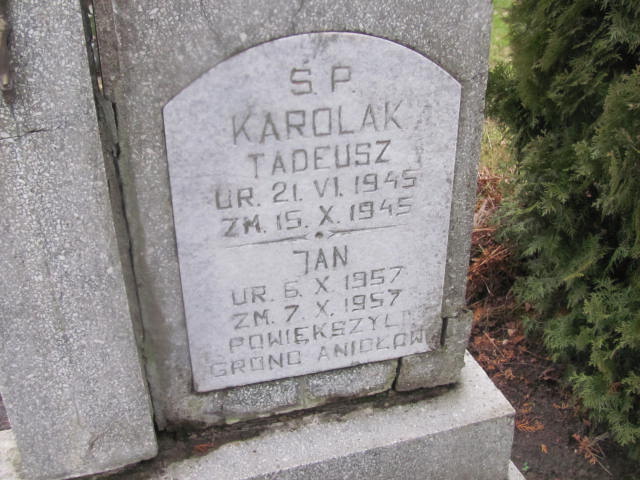 Ś.P.
KAROLAK
TADEUSZ
UR. 21. VI. 1945
ZM. 15. X. 1945
JAN
UR. 6. X. 1957
ZM. 7. X. 1957
POWIĘKSZYLI
GRONO ANIOŁÓW